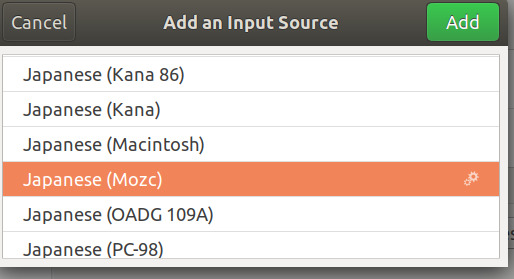 Cancel Add an Input Source Add
Japanese (Kana 86)
Japanese (Kana)
Japanese (Macintosh)
Japanese (Mozc)
Japanese (OADG 109A)
Japanese (PC-98)